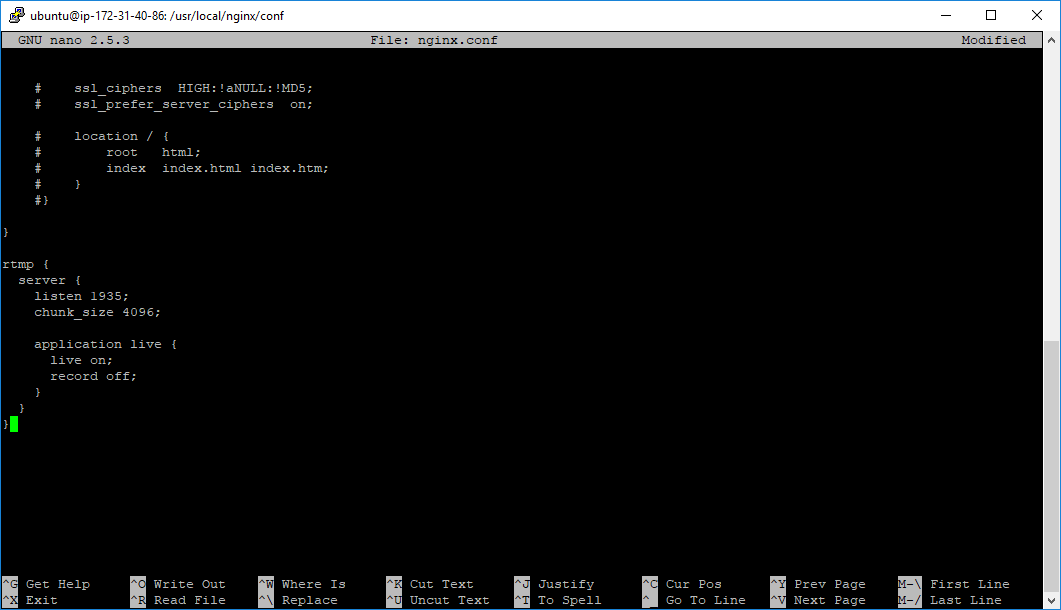 ubuntu@ip-172-31-40-86: /usr/local/nginx/conf
GNU nano 2.5.3 File: nginx.conf Modified
#    ssl_ciphers  HIGH:!aNULL:!MD5;
#    ssl_prefer_server_ciphers  on;
#    location / {
#        root   html;
#        index  index.html index.htm;
#    }
#}
}
rtmp {
  server {
    listen 1935;
    chunk_size 4096;
    application live {
      live on;
      record off;
    }
  }
}
^G Get Help ^O Write Out ^W Where Is ^K Cut Text ^J Justify ^C Cur Pos ^Y Prev Page M-\ First Line
^X Exit ^R Read File ^\ Replace ^U Uncut Text ^T To Spell ^_ Go To Line ^V Next Page M-/ Last Line